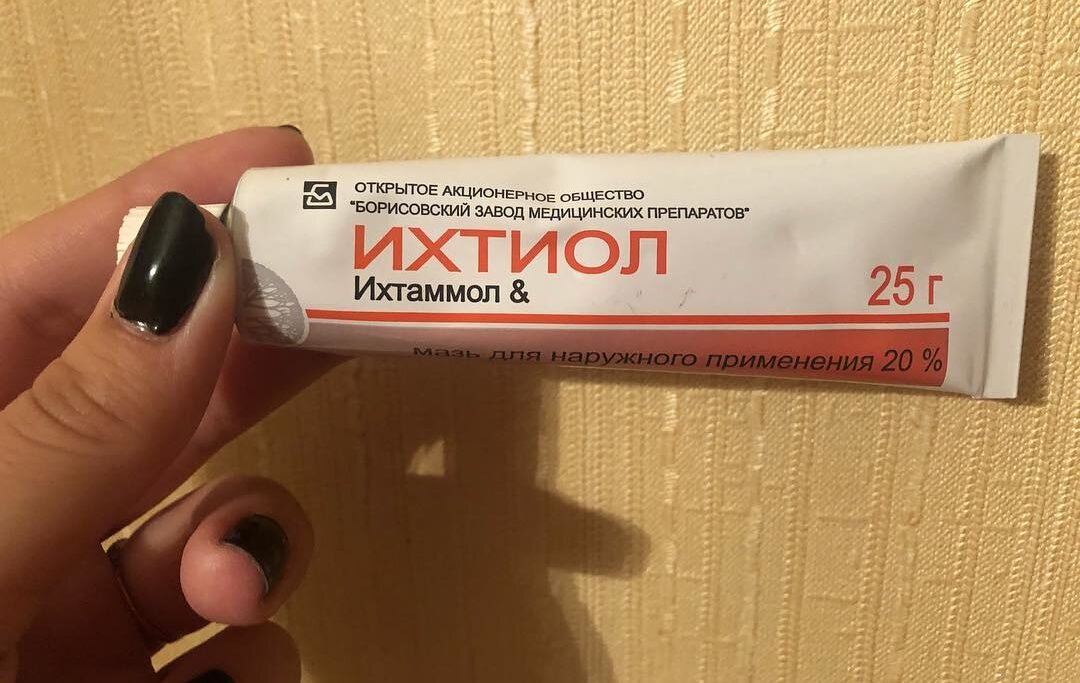 ОТКРЫТОЕ АКЦИОНЕРНОЕ ОБЩЕСТВО
"БОРИСОВСКИЙ ЗАВОД МЕДИЦИНСКИХ ПРЕПАРАТОВ"
ИХТИОЛ
Ихтаммол &
25 г
мазь для наружного применения 20 %